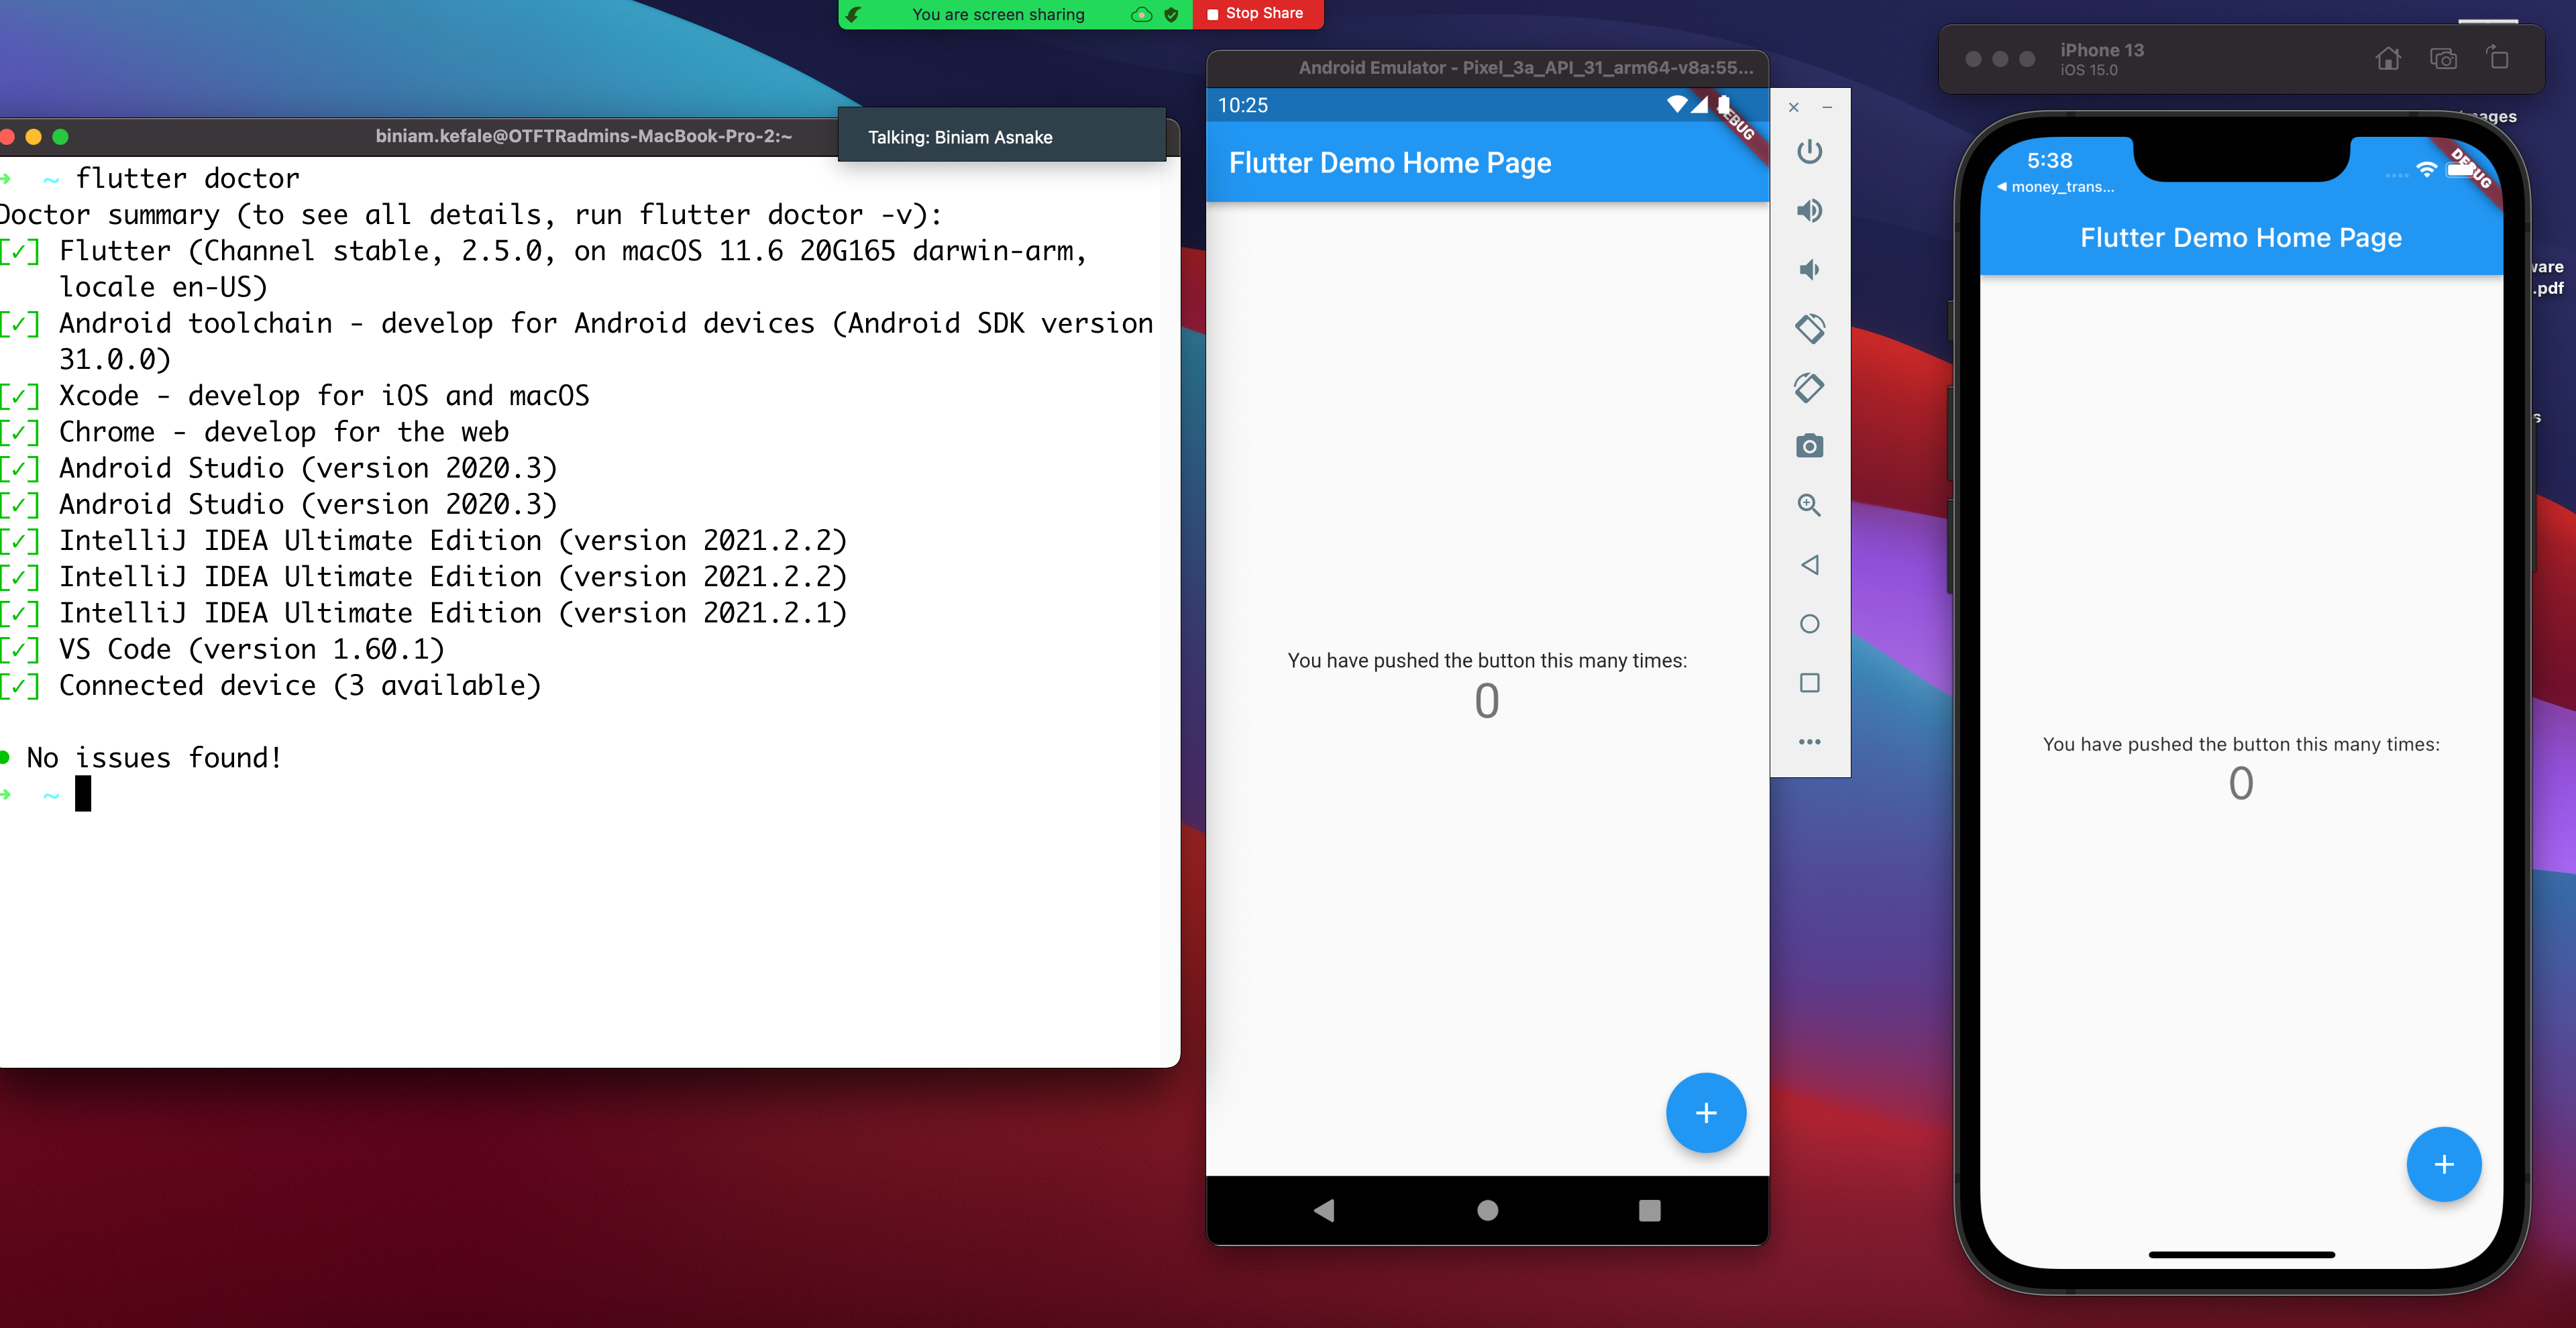 You are screen sharing
Stop Share
Talking: Biniam Asnake
biniam.kefale@OTFTRadmins-MacBook-Pro-2:~
~ flutter doctor
Doctor summary (to see all details, run flutter doctor -v):
[✓] Flutter (Channel stable, 2.5.0, on macOS 11.6 20G165 darwin-arm,
locale en-US)
[✓] Android toolchain - develop for Android devices (Android SDK version
31.0.0)
[✓] Xcode - develop for iOS and macOS
[✓] Chrome - develop for the web
[✓] Android Studio (version 2020.3)
[✓] Android Studio (version 2020.3)
[✓] IntelliJ IDEA Ultimate Edition (version 2021.2.2)
[✓] IntelliJ IDEA Ultimate Edition (version 2021.2.2)
[✓] IntelliJ IDEA Ultimate Edition (version 2021.2.1)
[✓] VS Code (version 1.60.1)
[✓] Connected device (3 available)
• No issues found!
~
Android Emulator - Pixel_3a_API_31_arm64-v8a:55...
10:25
Flutter Demo Home Page
You have pushed the button this many times:
0
iPhone 13
iOS 15.0
5:38
money_trans...
DEBUG
Flutter Demo Home Page
You have pushed the button this many times:
0
.pdf